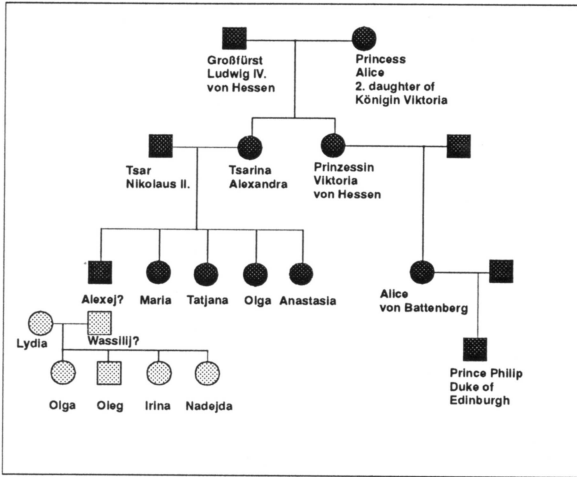 Großfürst
Ludwig IV.
von Hessen
Princess
Alice
2. daughter of
Königin Viktoria
Tsar
Nikolaus II.
Tsarina
Alexandra
Prinzessin
Viktoria
von Hessen
Alexej?
Maria
Tatjana
Olga
Anastasia
Alice
von Battenberg
Lydia
Wassilij?
Prince Philip
Duke of
Edinburgh
Olga
Oleg
Irina
Nadejda